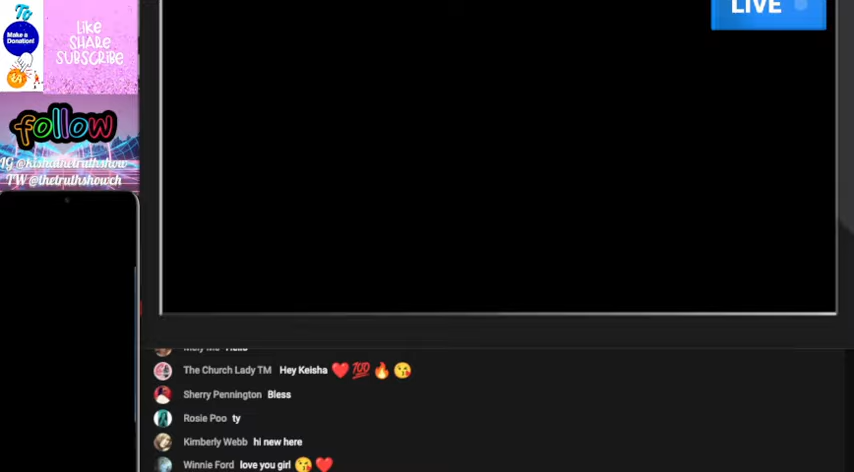 LIVE
Make a
Donation!
LIKE
SHARE
SUBSCRIBE
follow
IG @kishathetruthshow
TW @thetruthshowch
Hello
The Church Lady TM Hey Keisha ❤️ 💯 🔥 😘
Sherry Pennington Bless
Rosie Poo ty
Kimberly Webb hi new here
Winnie Ford love you girl 😘 ❤️